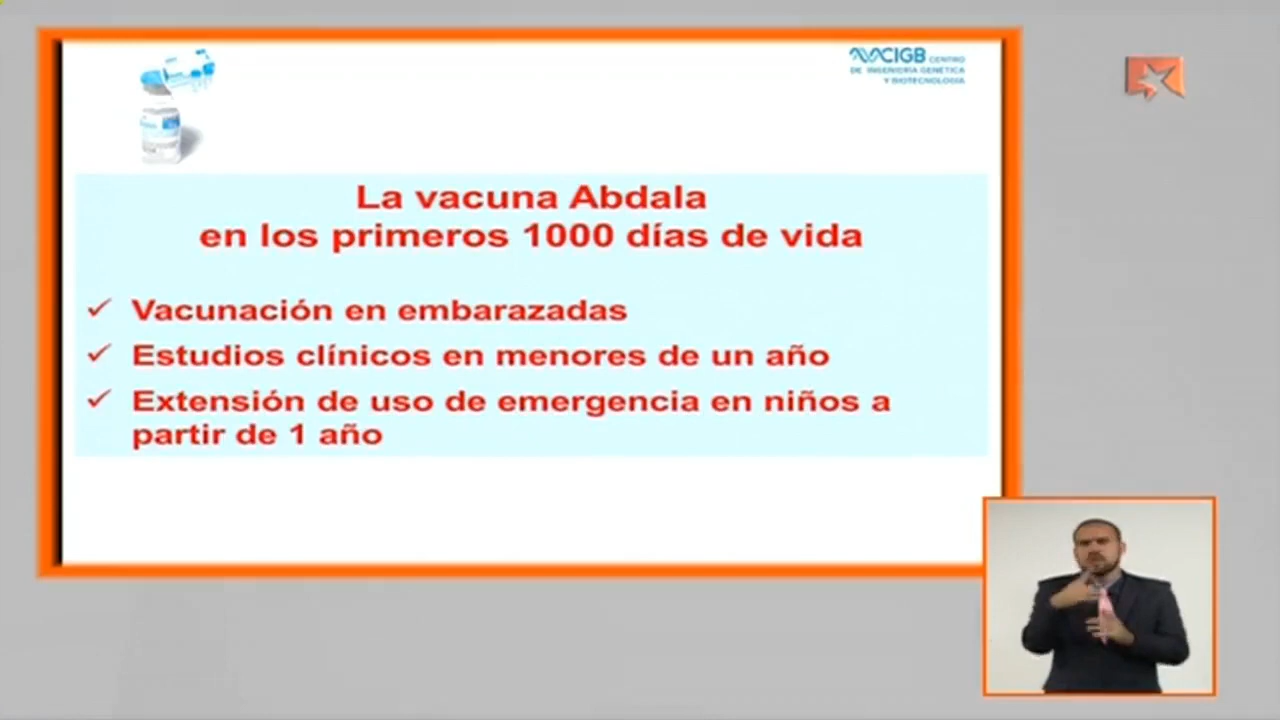 CIGB CENTRO
DE INGENIERÍA GENÉTICA
Y BIOTECNOLOGÍA
La vacuna Abdala
en los primeros 1000 días de vida
✓ Vacunación en embarazadas
✓ Estudios clínicos en menores de un año
✓ Extensión de uso de emergencia en niños a
partir de 1 año